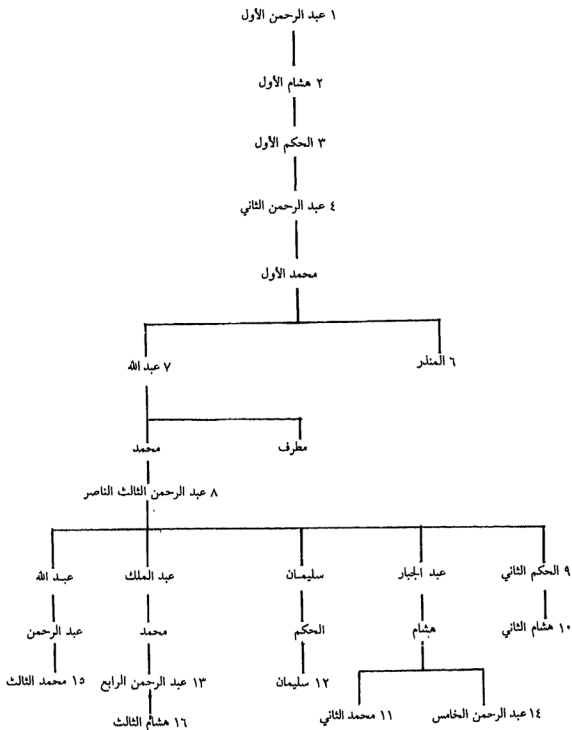 ١ عبد الرحمن الأول
٢ هشام الأول
٣ الحكم الأول
٤ عبد الرحمن الثاني
محمد الأول
٦ المنذر
٧ عبد الله
مطرف
محمد
٨ عبد الرحمن الثالث الناصر
٩ الحكم الثاني
عبد الجبار
سليمان
عبد الملك
عبد الله
١٠ هشام الثاني
هشام
الحكم
محمد
عبد الرحمن
١٢ سليمان
١٣ عبد الرحمن الرابع
١٥ محمد الثالث
١٤ عبد الرحمن الخامس
١١ محمد الثاني
١٦ هشام الثالث